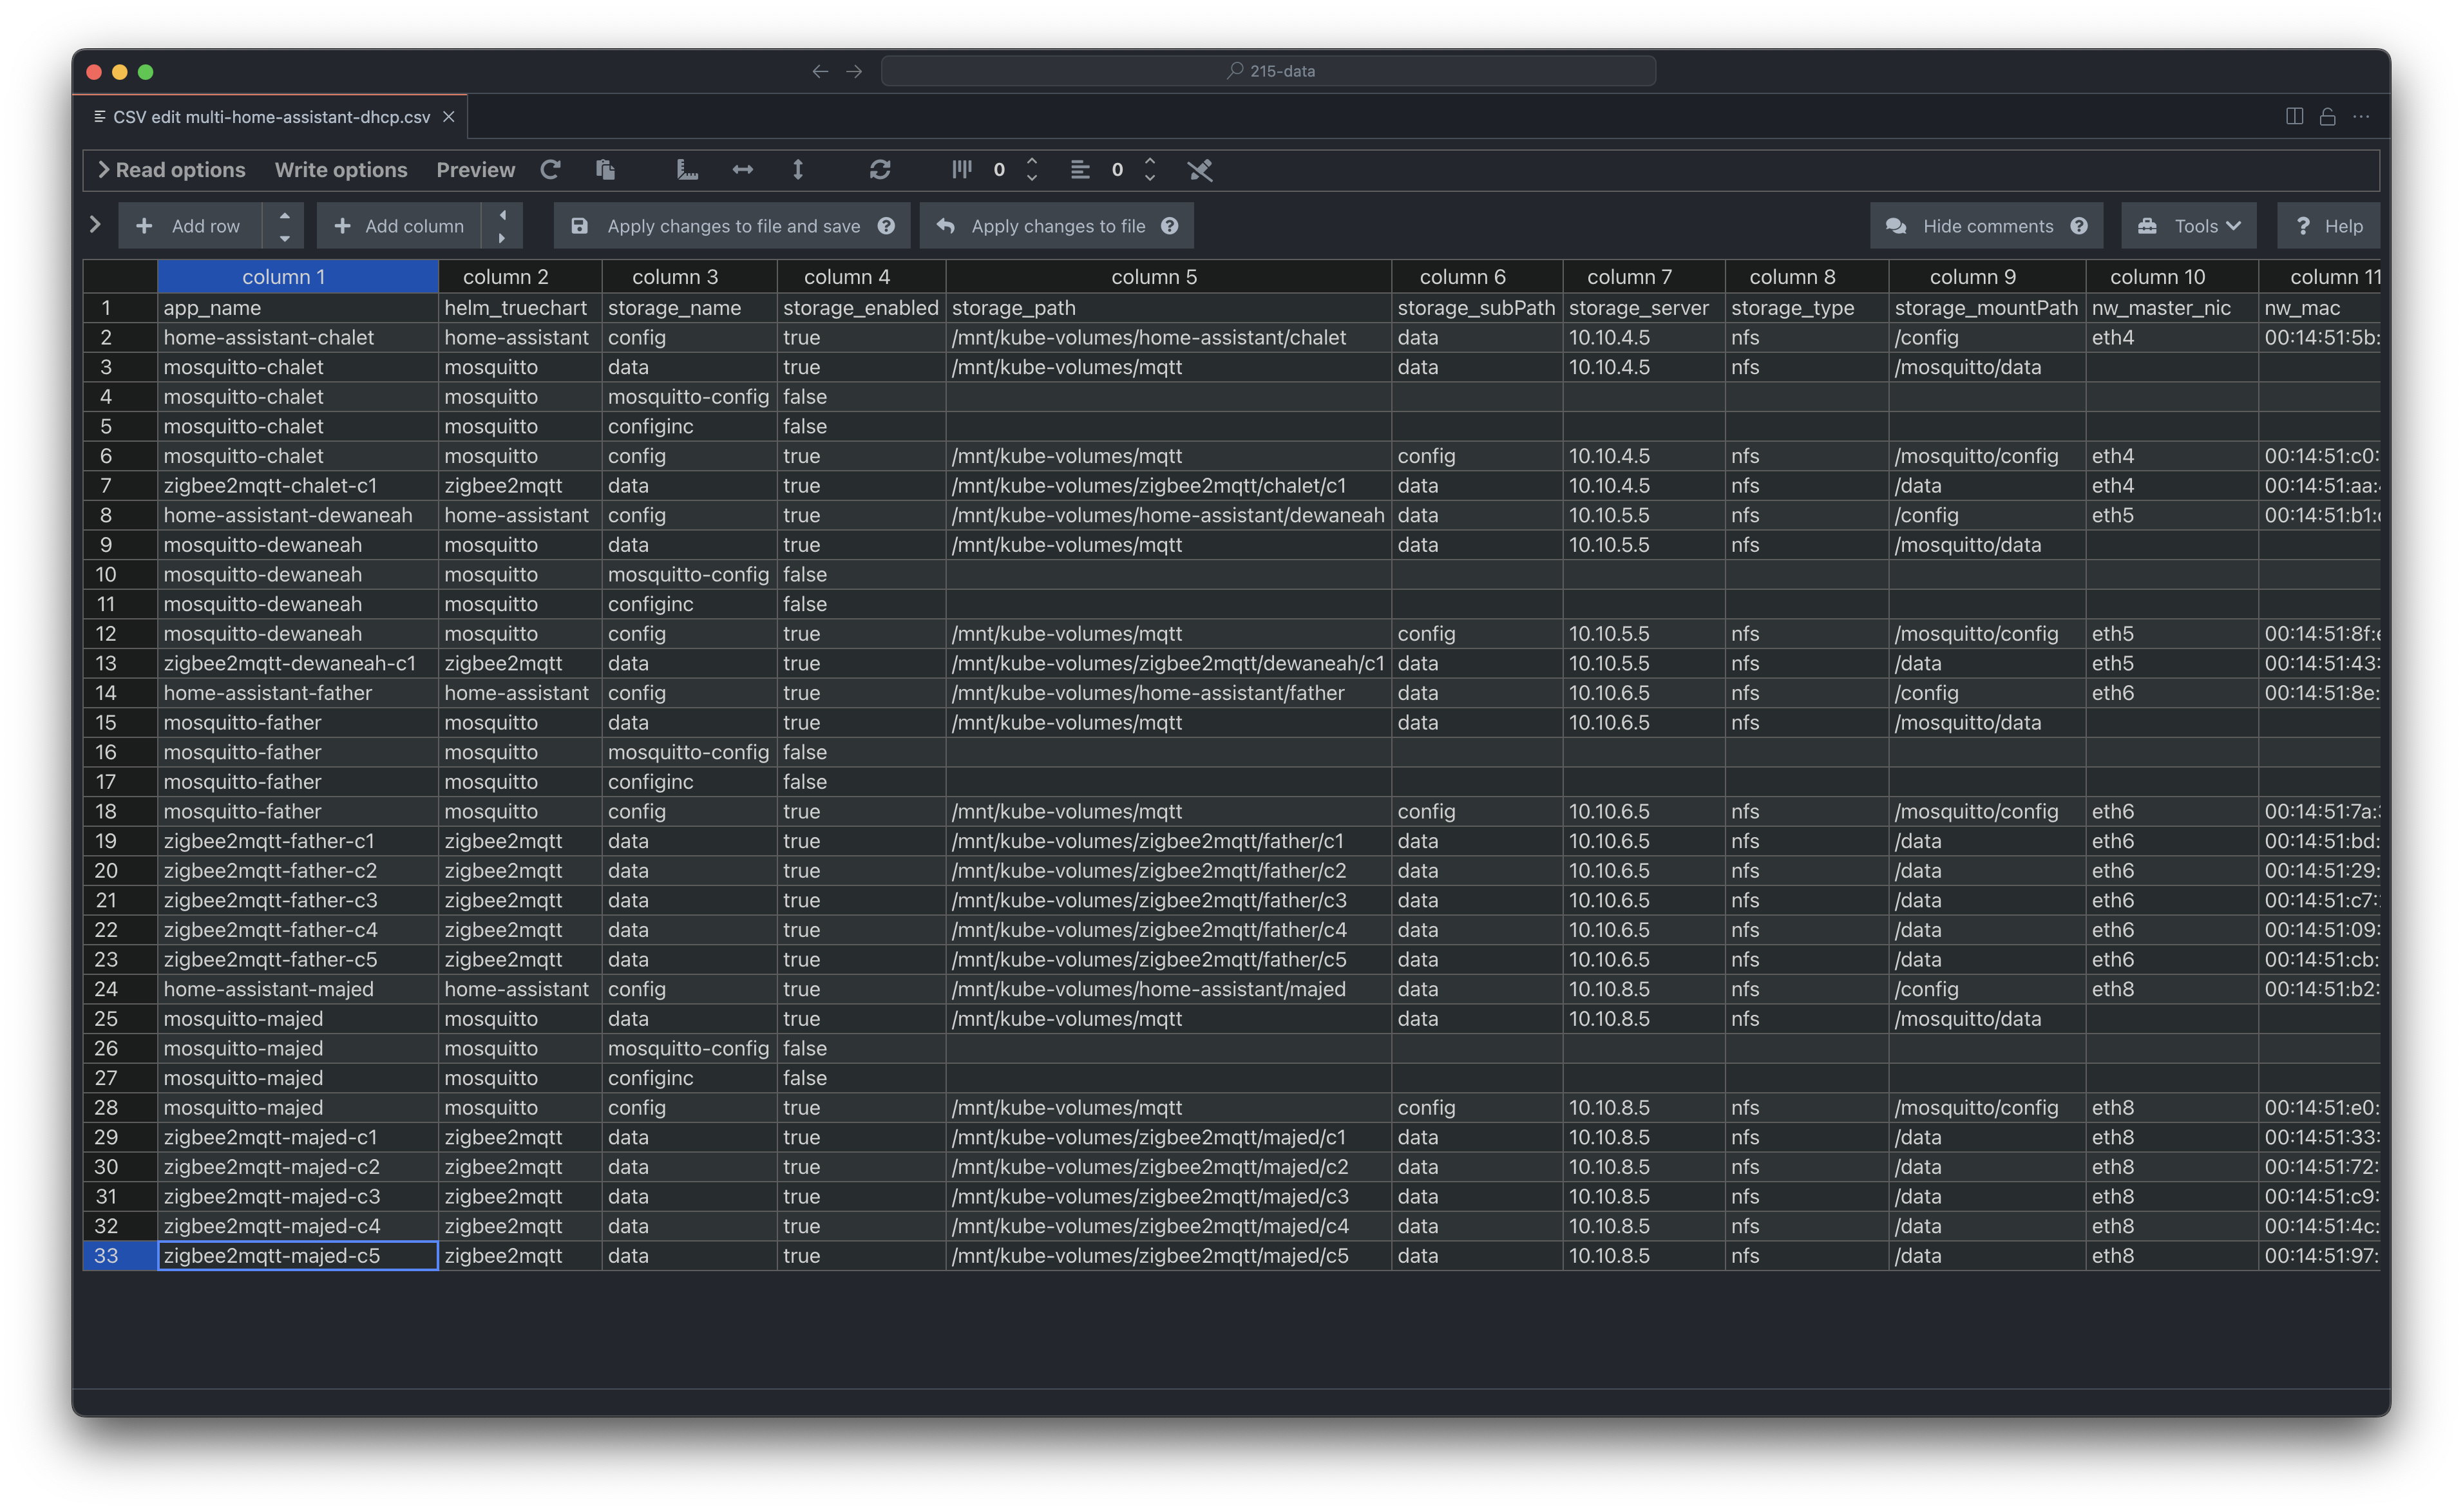 215-data
CSV edit multi-home-assistant-dhcp.csv
Read options Write options Preview 0 0
Add row Add column Apply changes to file and save Apply changes to file Hide comments Tools Help
column 1 column 2 column 3 column 4 column 5 column 6 column 7 column 8 column 9 column 10 column 11
1 app_name helm_truechart storage_name storage_enabled storage_path storage_subPath storage_server storage_type storage_mountPath nw_master_nic nw_mac
2 home-assistant-chalet home-assistant config true /mnt/kube-volumes/home-assistant/chalet data 10.10.4.5 nfs /config eth4 00:14:51:5b:
3 mosquitto-chalet mosquitto data true /mnt/kube-volumes/mqtt data 10.10.4.5 nfs /mosquitto/data
4 mosquitto-chalet mosquitto mosquitto-config false
5 mosquitto-chalet mosquitto configinc false
6 mosquitto-chalet mosquitto config true /mnt/kube-volumes/mqtt config 10.10.4.5 nfs /mosquitto/config eth4 00:14:51:c0:
7 zigbee2mqtt-chalet-c1 zigbee2mqtt data true /mnt/kube-volumes/zigbee2mqtt/chalet/c1 data 10.10.4.5 nfs /data eth4 00:14:51:aa:
8 home-assistant-dewaneah home-assistant config true /mnt/kube-volumes/home-assistant/dewaneah data 10.10.5.5 nfs /config eth5 00:14:51:b1:
9 mosquitto-dewaneah mosquitto data true /mnt/kube-volumes/mqtt data 10.10.5.5 nfs /mosquitto/data
10 mosquitto-dewaneah mosquitto mosquitto-config false
11 mosquitto-dewaneah mosquitto configinc false
12 mosquitto-dewaneah mosquitto config true /mnt/kube-volumes/mqtt config 10.10.5.5 nfs /mosquitto/config eth5 00:14:51:8f:
13 zigbee2mqtt-dewaneah-c1 zigbee2mqtt data true /mnt/kube-volumes/zigbee2mqtt/dewaneah/c1 data 10.10.5.5 nfs /data eth5 00:14:51:43:
14 home-assistant-father home-assistant config true /mnt/kube-volumes/home-assistant/father data 10.10.6.5 nfs /config eth6 00:14:51:8e:
15 mosquitto-father mosquitto data true /mnt/kube-volumes/mqtt data 10.10.6.5 nfs /mosquitto/data
16 mosquitto-father mosquitto mosquitto-config false
17 mosquitto-father mosquitto configinc false
18 mosquitto-father mosquitto config true /mnt/kube-volumes/mqtt config 10.10.6.5 nfs /mosquitto/config eth6 00:14:51:7a:
19 zigbee2mqtt-father-c1 zigbee2mqtt data true /mnt/kube-volumes/zigbee2mqtt/father/c1 data 10.10.6.5 nfs /data eth6 00:14:51:bd:
20 zigbee2mqtt-father-c2 zigbee2mqtt data true /mnt/kube-volumes/zigbee2mqtt/father/c2 data 10.10.6.5 nfs /data eth6 00:14:51:29:
21 zigbee2mqtt-father-c3 zigbee2mqtt data true /mnt/kube-volumes/zigbee2mqtt/father/c3 data 10.10.6.5 nfs /data eth6 00:14:51:c7:
22 zigbee2mqtt-father-c4 zigbee2mqtt data true /mnt/kube-volumes/zigbee2mqtt/father/c4 data 10.10.6.5 nfs /data eth6 00:14:51:09:
23 zigbee2mqtt-father-c5 zigbee2mqtt data true /mnt/kube-volumes/zigbee2mqtt/father/c5 data 10.10.6.5 nfs /data eth6 00:14:51:cb:
24 home-assistant-majed home-assistant config true /mnt/kube-volumes/home-assistant/majed data 10.10.8.5 nfs /config eth8 00:14:51:b2:
25 mosquitto-majed mosquitto data true /mnt/kube-volumes/mqtt data 10.10.8.5 nfs /mosquitto/data
26 mosquitto-majed mosquitto mosquitto-config false
27 mosquitto-majed mosquitto configinc false
28 mosquitto-majed mosquitto config true /mnt/kube-volumes/mqtt config 10.10.8.5 nfs /mosquitto/config eth8 00:14:51:e0:
29 zigbee2mqtt-majed-c1 zigbee2mqtt data true /mnt/kube-volumes/zigbee2mqtt/majed/c1 data 10.10.8.5 nfs /data eth8 00:14:51:33:
30 zigbee2mqtt-majed-c2 zigbee2mqtt data true /mnt/kube-volumes/zigbee2mqtt/majed/c2 data 10.10.8.5 nfs /data eth8 00:14:51:72:
31 zigbee2mqtt-majed-c3 zigbee2mqtt data true /mnt/kube-volumes/zigbee2mqtt/majed/c3 data 10.10.8.5 nfs /data eth8 00:14:51:c9:
32 zigbee2mqtt-majed-c4 zigbee2mqtt data true /mnt/kube-volumes/zigbee2mqtt/majed/c4 data 10.10.8.5 nfs /data eth8 00:14:51:4c:
33 zigbee2mqtt-majed-c5 zigbee2mqtt data true /mnt/kube-volumes/zigbee2mqtt/majed/c5 data 10.10.8.5 nfs /data eth8 00:14:51:97: